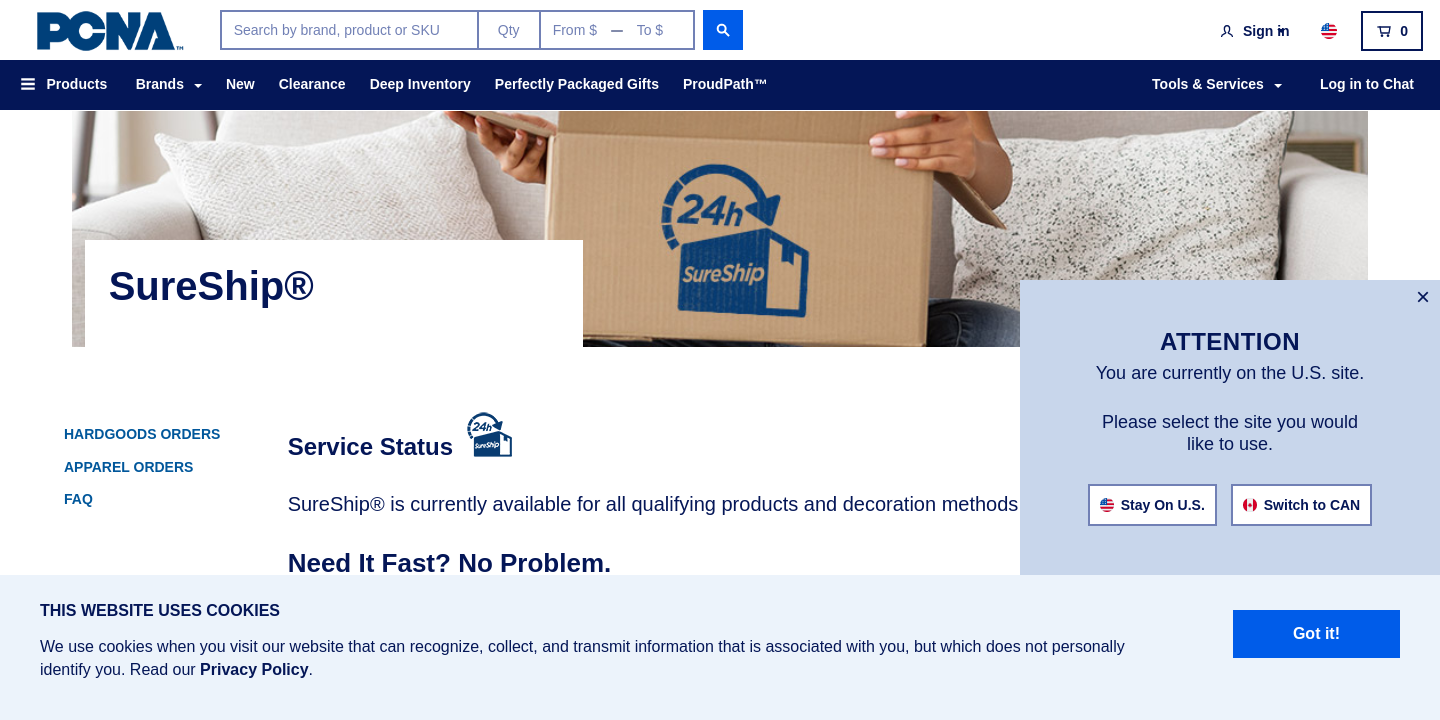 PCNA™
Search by brand, product or SKU
Qty
From $ — To $
Sign in
0
Products
Brands
New
Clearance
Deep Inventory
Perfectly Packaged Gifts
ProudPath™
Tools & Services
Log in to Chat
24h
SureShip
SureShip®
×
ATTENTION
You are currently on the U.S. site.
Please select the site you would
like to use.
Stay On U.S.
Switch to CAN
HARDGOODS ORDERS
APPAREL ORDERS
FAQ
Service Status
24h
SureShip
SureShip® is currently available for all qualifying products and decoration methods
Need It Fast? No Problem.
THIS WEBSITE USES COOKIES
We use cookies when you visit our website that can recognize, collect, and transmit information that is associated with you, but which does not personally
identify you. Read our Privacy Policy.
Got it!